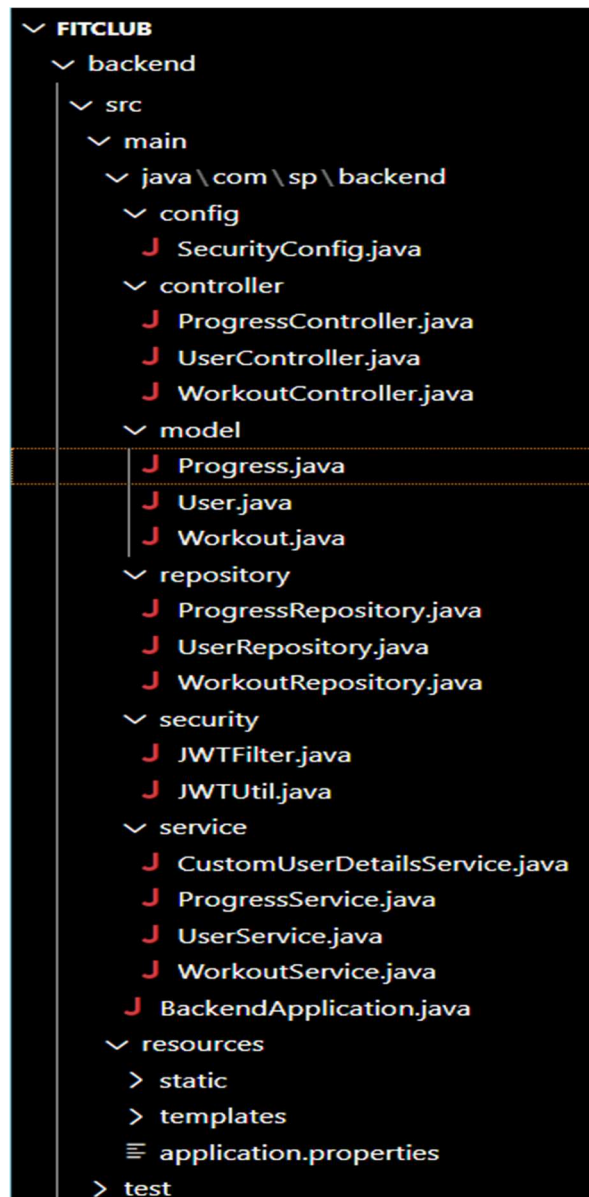 FITCLUB
backend
src
main
java\com\sp\backend
config
SecurityConfig.java
controller
ProgressController.java
UserController.java
WorkoutController.java
model
Progress.java
User.java
Workout.java
repository
ProgressRepository.java
UserRepository.java
WorkoutRepository.java
security
JWTFilter.java
JWTUtil.java
service
CustomUserDetailsService.java
ProgressService.java
UserService.java
WorkoutService.java
BackendApplication.java
resources
static
templates
application.properties
test